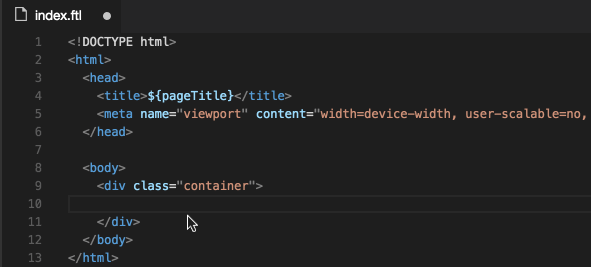 index.ftl
1 <!DOCTYPE html>
2 <html>
3 <head>
4 <title>${pageTitle}</title>
5 <meta name="viewport" content="width=device-width, user-scalable=no,
6 </head>
7
8 <body>
9 <div class="container">
10
11 </div>
12 </body>
13 </html>